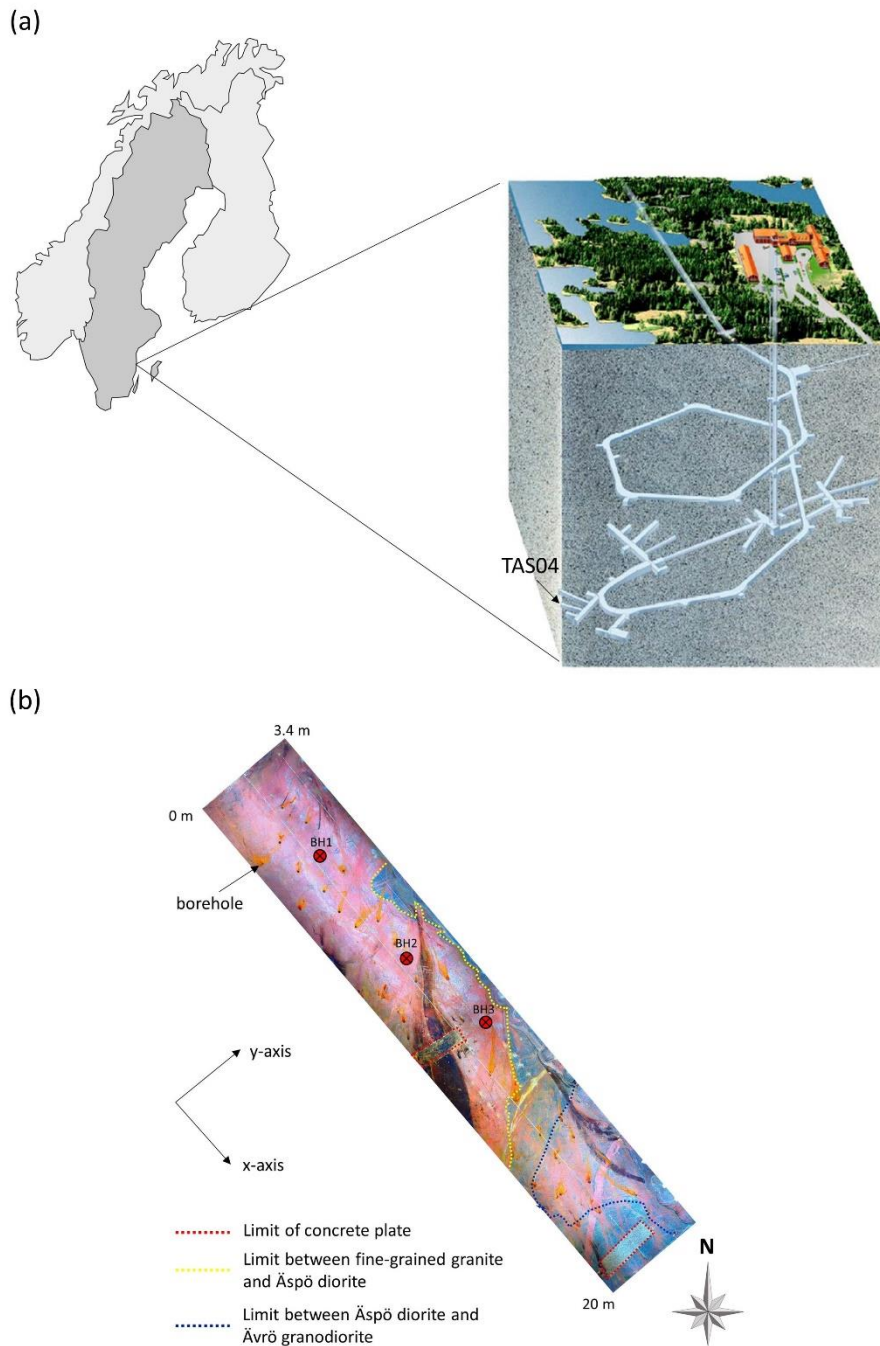 (a)
TAS04
(b)
3.4 m
0 m
BH1
borehole
BH2
BH3
y-axis
x-axis
Limit of concrete plate
Limit between fine-grained granite
and Äspö diorite
Limit between Äspö diorite and
Ävrö granodiorite
20 m
N